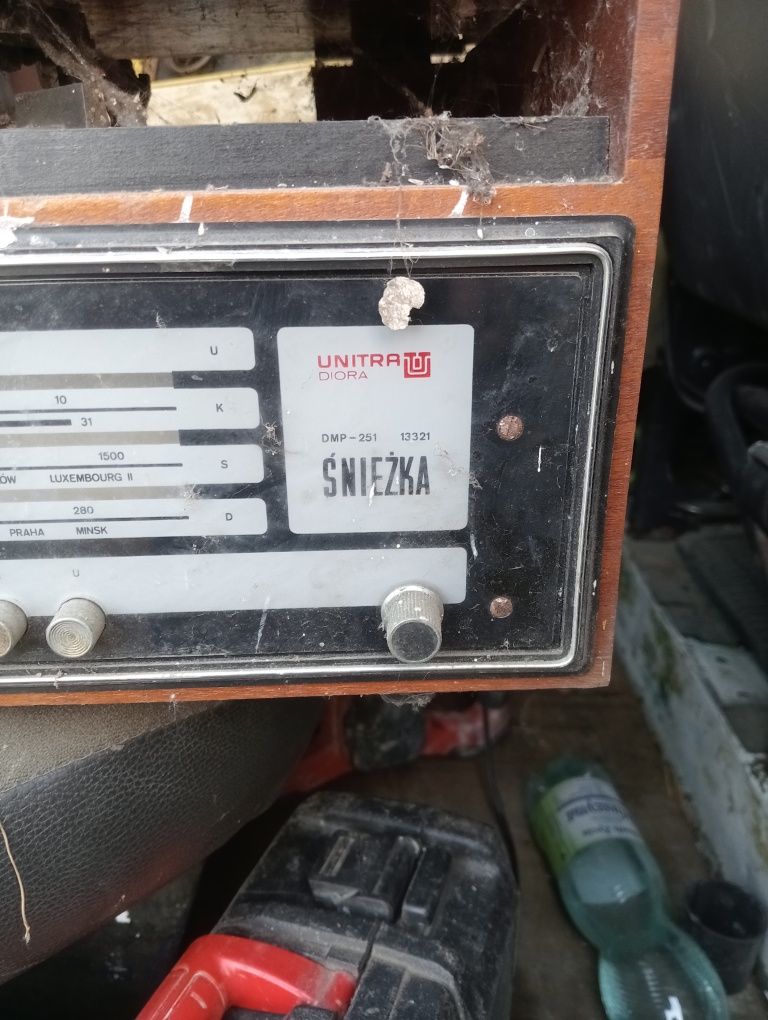 U
10 K
31
1500 S
ÓW LUXEMBOURG II
280 D
PRAHA MINSK
U
UNITRA
DIORA
DMP-251 13321
ŚNIEŻKA